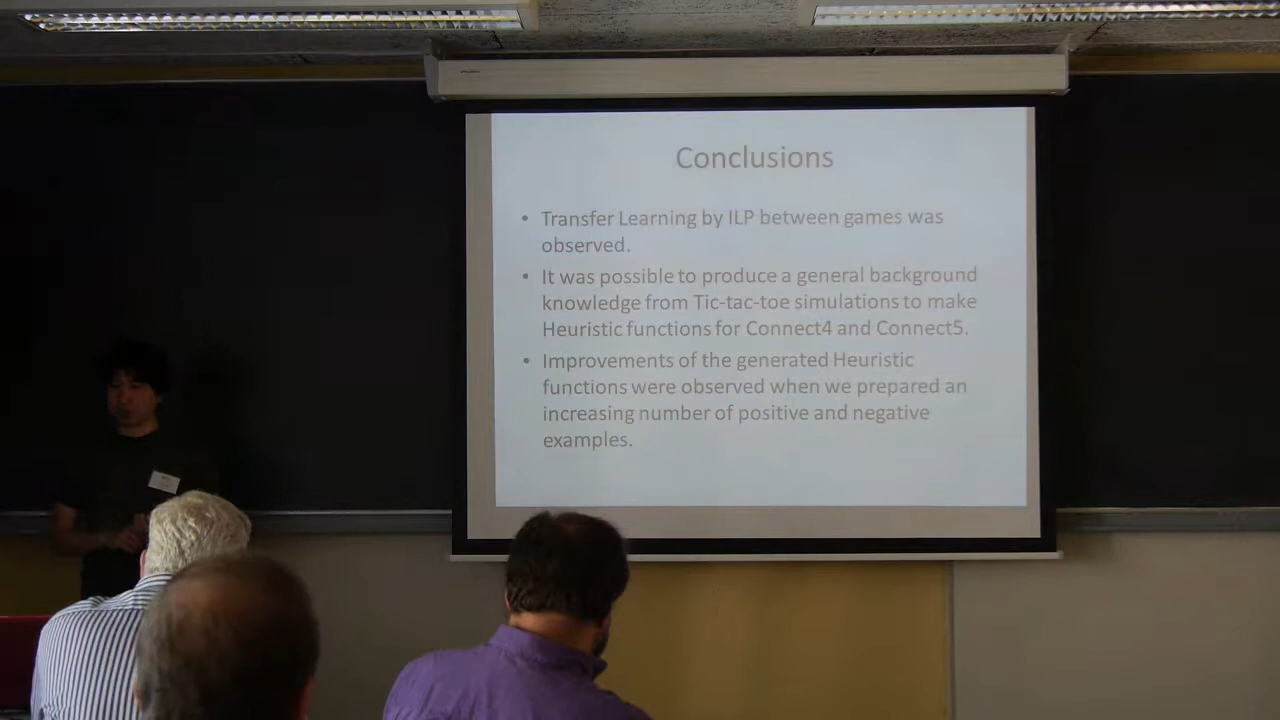 Conclusions
• Transfer Learning by ILP between games was
observed.
• It was possible to produce a general background
knowledge from Tic-tac-toe simulations to make
Heuristic functions for Connect4 and Connect5.
• Improvements of the generated Heuristic
functions were observed when we prepared an
increasing number of positive and negative
examples.